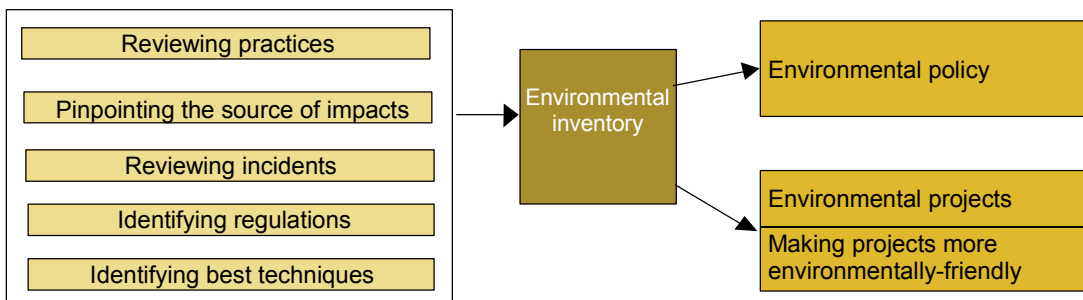 Reviewing practices
Pinpointing the source of impacts
Reviewing incidents
Identifying regulations
Identifying best techniques
Environmental
inventory
Environmental policy
Environmental projects
Making projects more
environmentally-friendly